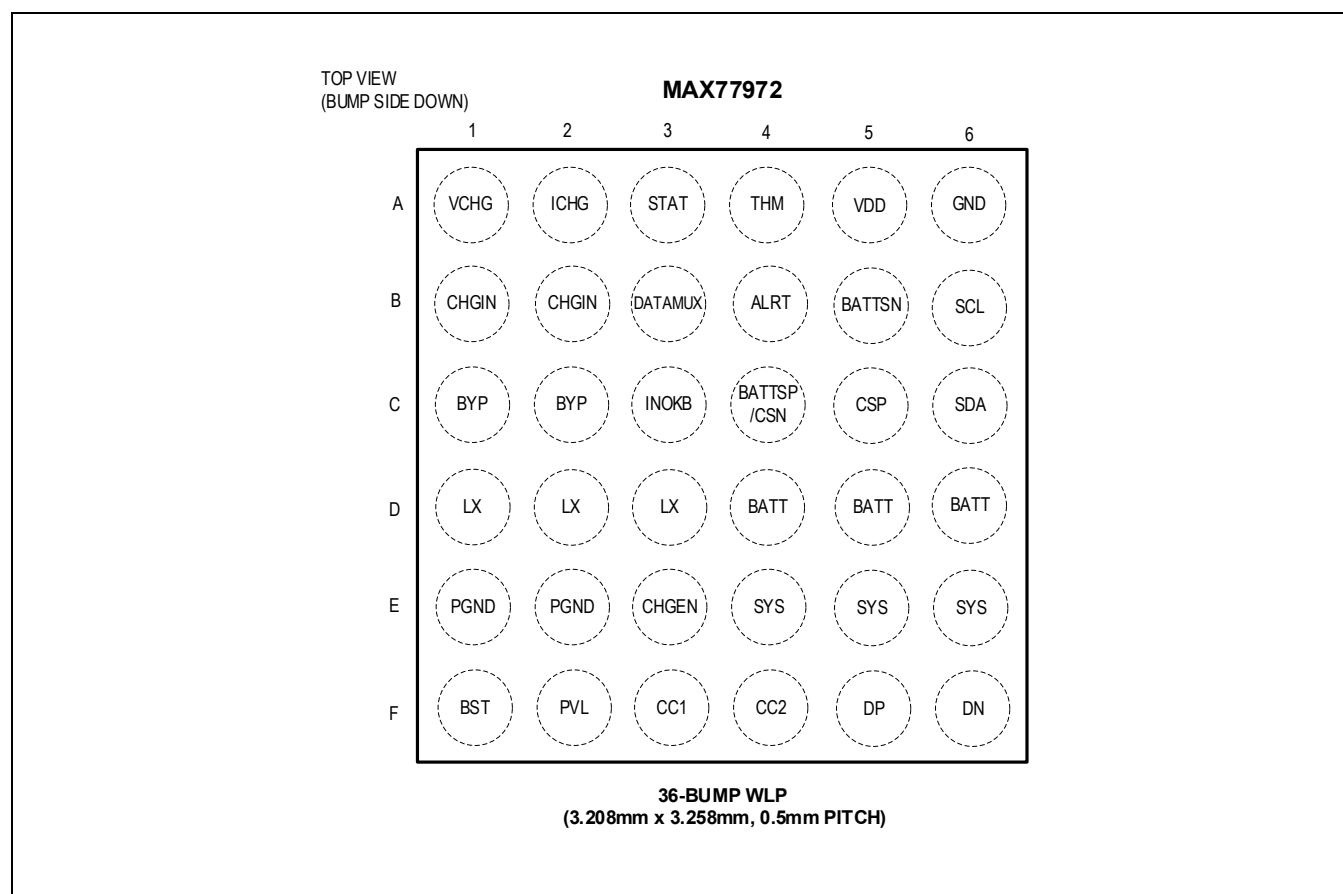 TOP VIEW
(BUMP SIDE DOWN)
MAX77972
1 2 3 4 5 6
A VCHG ICHG STAT THM VDD GND
B CHGIN CHGIN DATAMUX ALRT BATTSN SCL
C BYP BYP INOKB BATTSP
/CSN CSP SDA
D LX LX LX BATT BATT BATT
E PGND PGND CHGEN SYS SYS SYS
F BST PVL CC1 CC2 DP DN
36-BUMP WLP
(3.208mm x 3.258mm, 0.5mm PITCH)